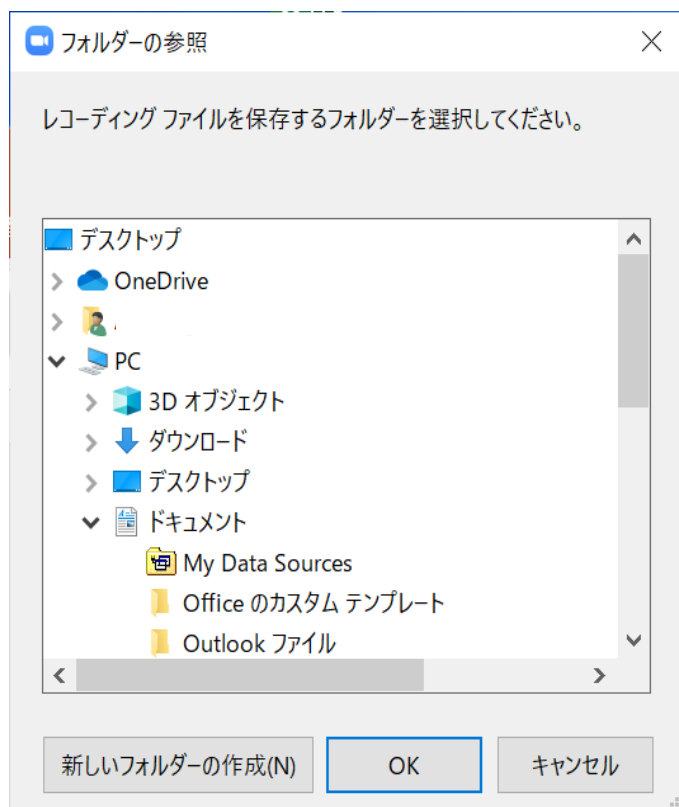 フォルダーの参照
レコーディング ファイルを保存するフォルダーを選択してください。
デスクトップ
OneDrive
PC
3D オブジェクト
ダウンロード
デスクトップ
ドキュメント
My Data Sources
Office のカスタム テンプレート
Outlook ファイル
新しいフォルダーの作成(N) OK キャンセル